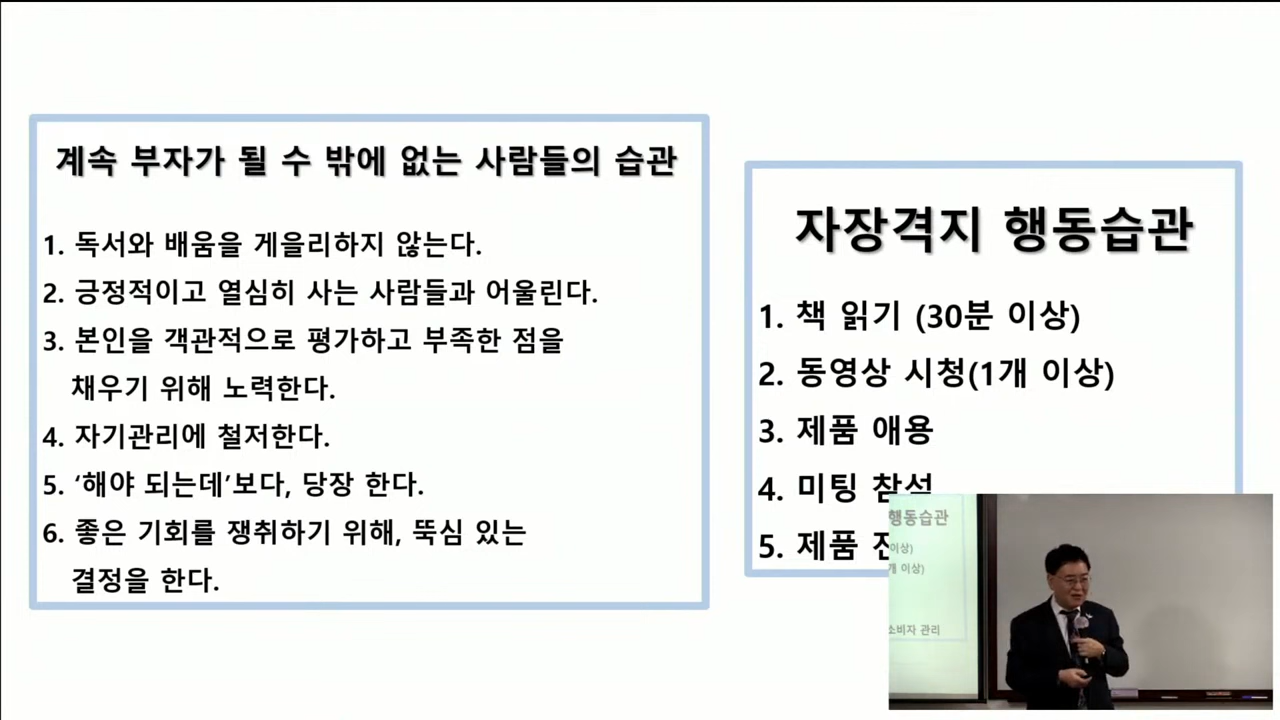 계속 부자가 될 수 밖에 없는 사람들의 습관
1. 독서와 배움을 게을리하지 않는다.
2. 긍정적이고 열심히 사는 사람들과 어울린다.
3. 본인을 객관적으로 평가하고 부족한 점을
채우기 위해 노력한다.
4. 자기관리에 철저한다.
5. ‘해야 되는데’보다, 당장 한다.
6. 좋은 기회를 쟁취하기 위해, 뚝심 있는
결정을 한다.
자장격지 행동습관
1. 책 읽기 (30분 이상)
2. 동영상 시청(1개 이상)
3. 제품 애용
4. 미팅 참석
5. 제품
행동습관
이상)
개 이상)
소비자 관리